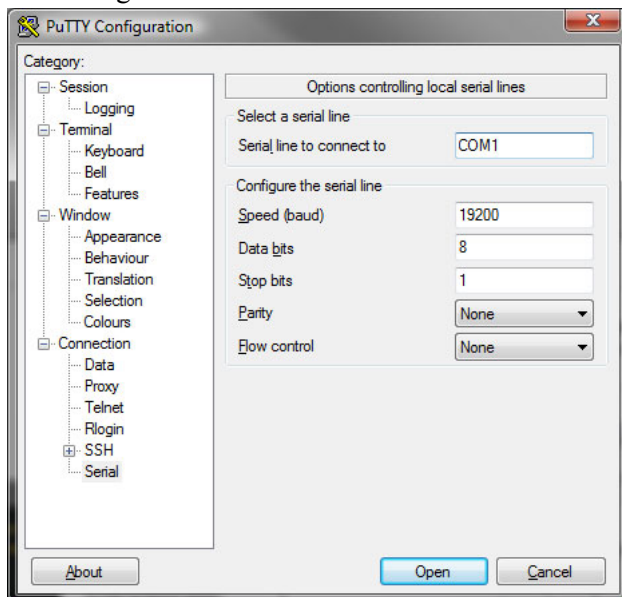 PuTTY Configuration
Category:
Session
Logging
Terminal
Keyboard
Bell
Features
Window
Appearance
Behaviour
Translation
Selection
Colours
Connection
Data
Proxy
Telnet
Rlogin
SSH
Serial
Options controlling local serial lines
Select a serial line
Serial line to connect to COM1
Configure the serial line
Speed (baud) 19200
Data bits 8
Stop bits 1
Parity None
Flow control None
About Open Cancel